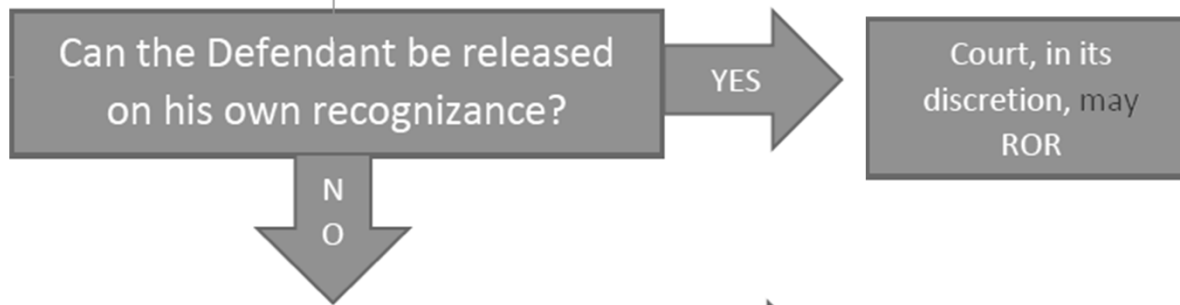 Can the Defendant be released
on his own recognizance?
YES
Court, in its
discretion, may
ROR
N
O